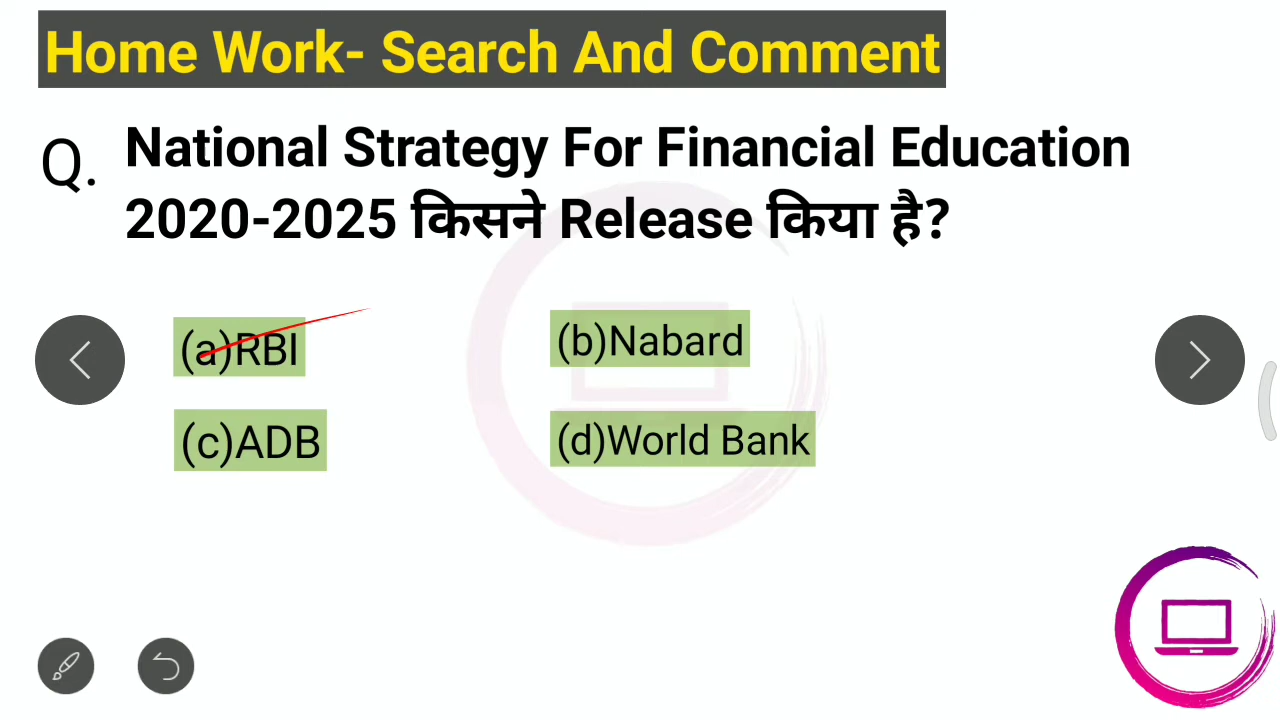 Home Work- Search And Comment
Q. National Strategy For Financial Education
2020-2025 किसने Release किया है?
(a)RBI (b)Nabard
(c)ADB (d)World Bank